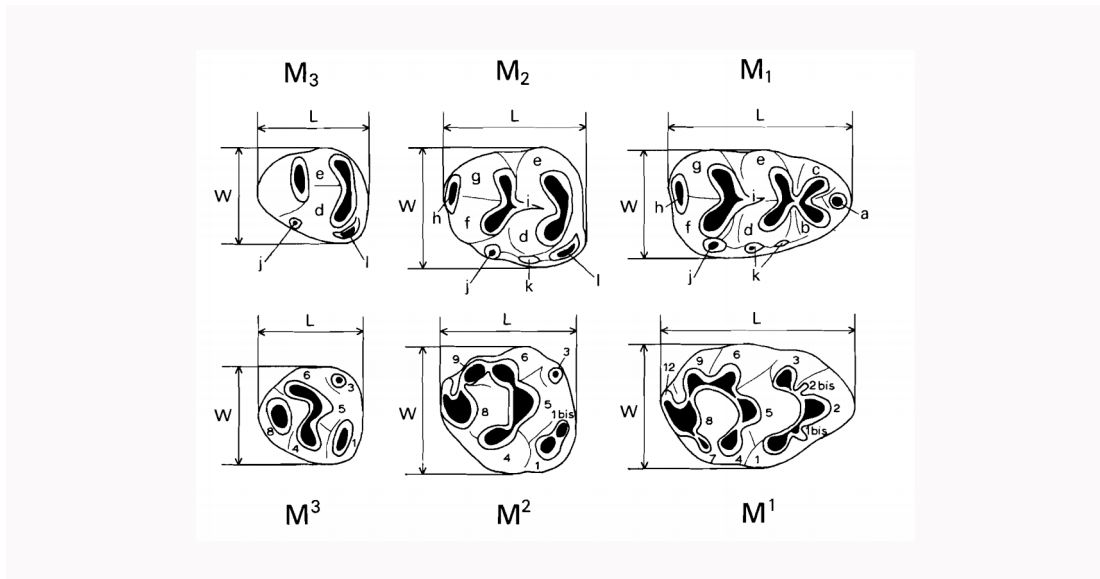 M₃ M₂ M₁
L L L
W e d j l
W g e h i f d j k l
W g e c h i a f d b j k
L L L
W 6 3 5 8 4 1
W 9 6 3 8 5 1bis 4 1
W 12 9 6 3 2bis 2 8 5 1bis 7 4 1
M³ M² M¹